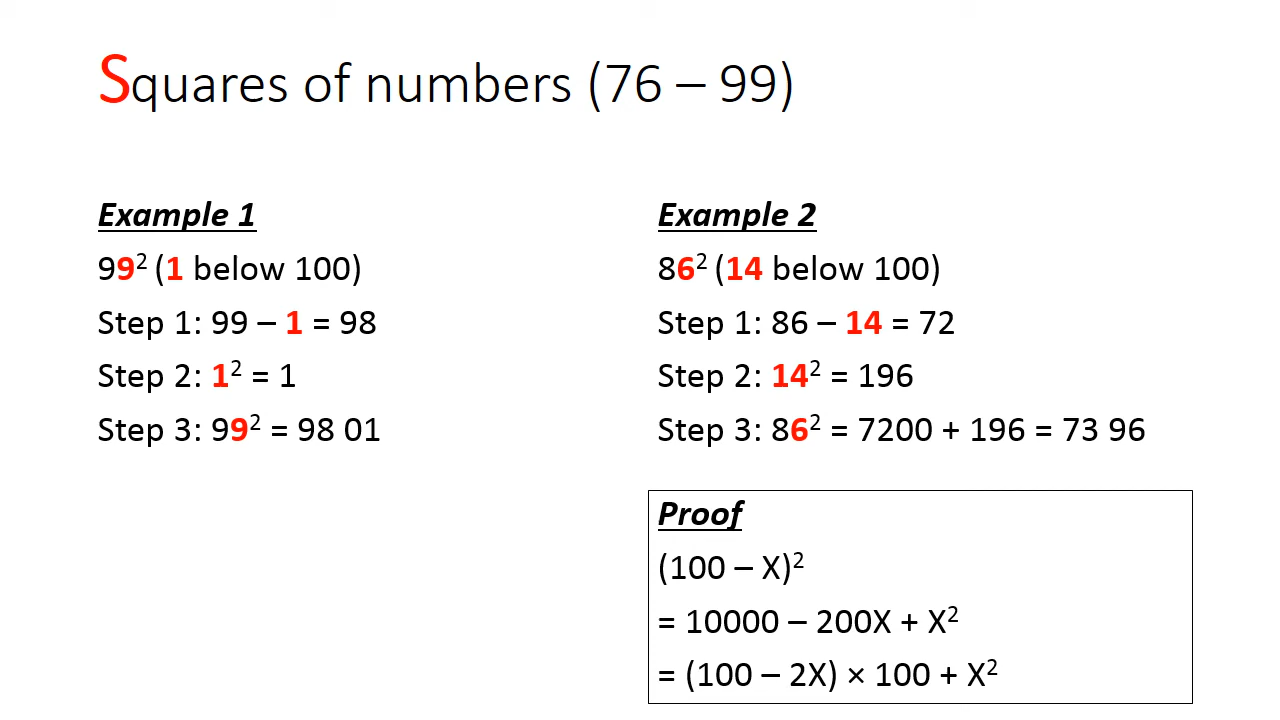 Squares of numbers (76 – 99)
Example 1
99² (1 below 100)
Step 1: 99 – 1 = 98
Step 2: 1² = 1
Step 3: 99² = 98 01
Example 2
86² (14 below 100)
Step 1: 86 – 14 = 72
Step 2: 14² = 196
Step 3: 86² = 7200 + 196 = 73 96
Proof
(100 – X)²
= 10000 – 200X + X²
= (100 – 2X) × 100 + X²